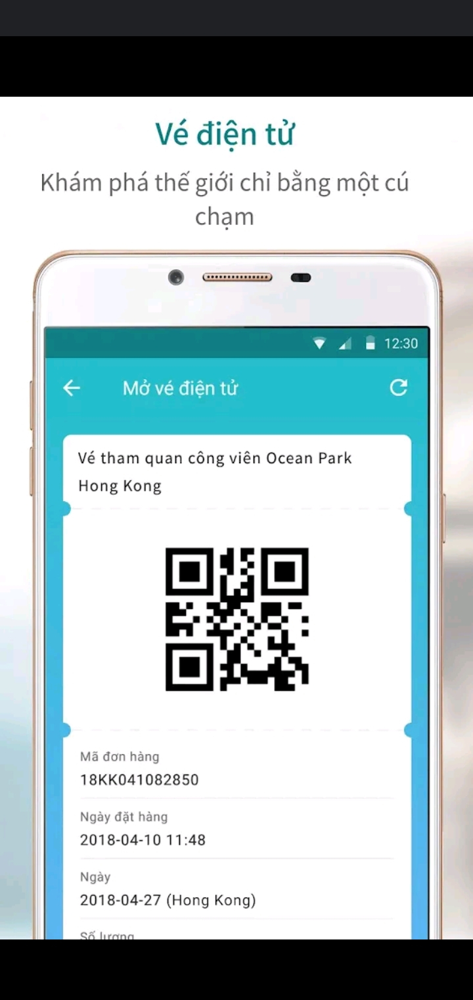 Vé điện tử
Khám phá thế giới chỉ bằng một cú
chạm
12:30
Mở vé điện tử
Vé tham quan công viên Ocean Park
Hong Kong
Mã đơn hàng
18KK041082850
Ngày đặt hàng
2018-04-10 11:48
Ngày
2018-04-27 (Hong Kong)
Số lượng